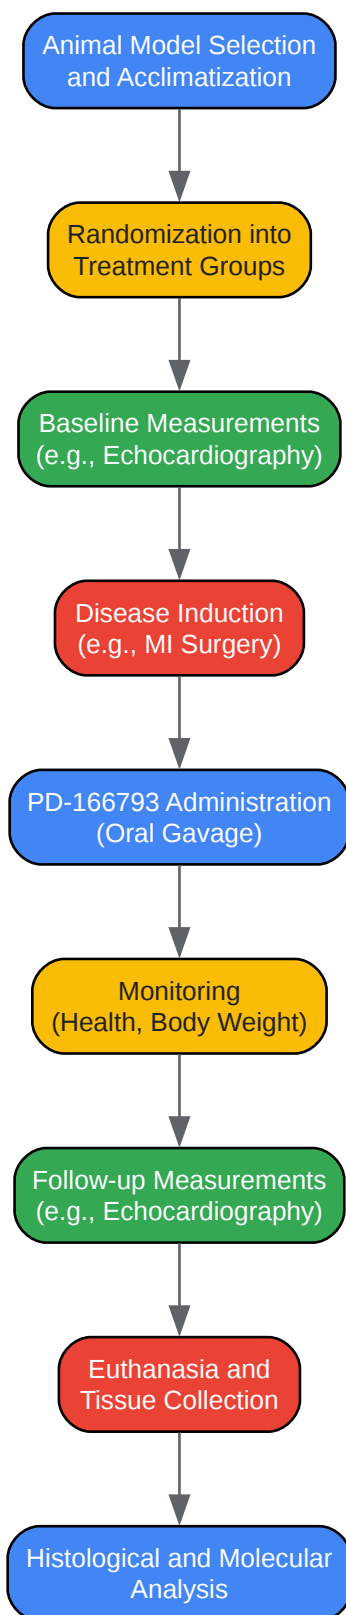 Animal Model Selection
and Acclimatization
Randomization into
Treatment Groups
Baseline Measurements
(e.g., Echocardiography)
Disease Induction
(e.g., MI Surgery)
PD-166793 Administration
(Oral Gavage)
Monitoring
(Health, Body Weight)
Follow-up Measurements
(e.g., Echocardiography)
Euthanasia and
Tissue Collection
Histological and Molecular
Analysis